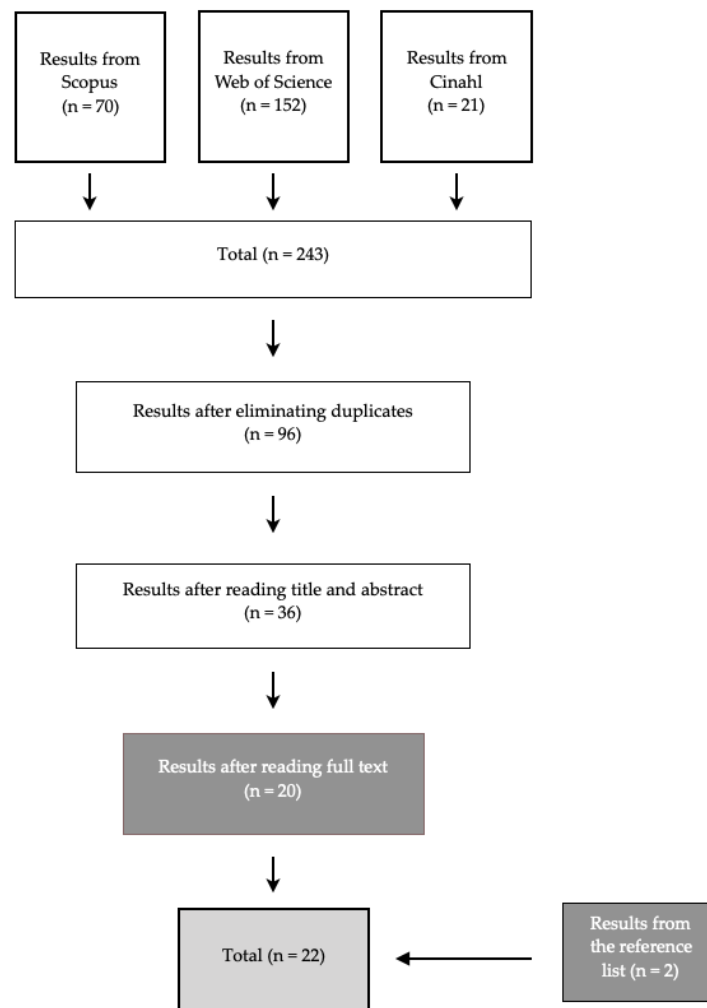 Results from
Scopus
(n = 70)
Results from
Web of Science
(n = 152)
Results from
Cinahl
(n = 21)
Total (n = 243)
Results after eliminating duplicates
(n = 96)
Results after reading title and abstract
(n = 36)
Results after reading full text
(n = 20)
Total (n = 22)
Results from
the reference
list (n = 2)